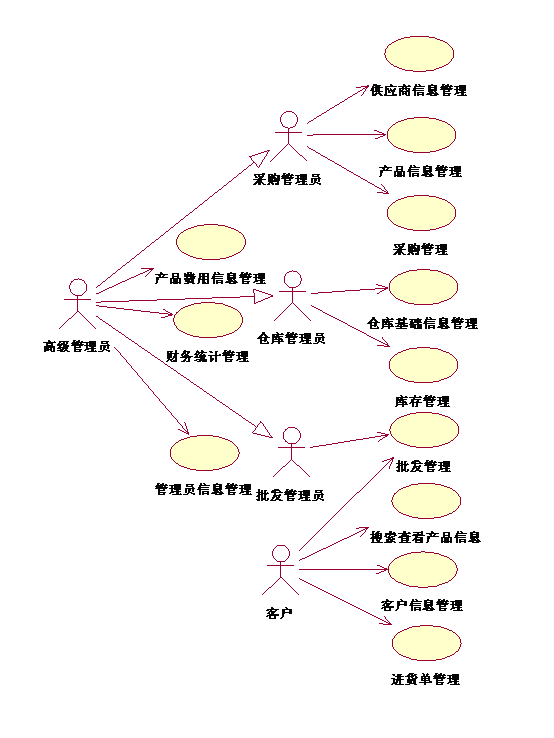 供应商信息管理
产品信息管理
采购管理员
采购管理
产品费用信息管理
仓库基础信息管理
仓库管理员
高级管理员
财务统计管理
库存管理
批发管理
管理员信息管理
批发管理员
搜索查看产品信息
客户信息管理
客户
进货单管理